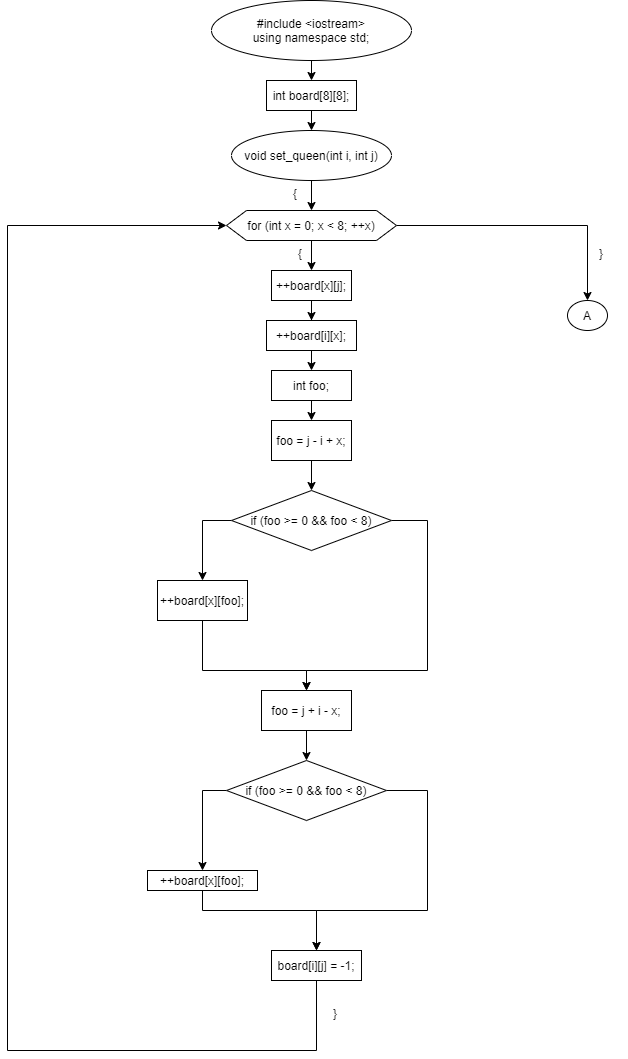 #include <iostream>
using namespace std;
int board[8][8];
void set_queen(int i, int j)
{
for (int x = 0; x < 8; ++x)
{
}
++board[x][j];
A
++board[i][x];
int foo;
foo = j - i + x;
if (foo >= 0 && foo < 8)
++board[x][foo];
foo = j + i - x;
if (foo >= 0 && foo < 8)
++board[x][foo];
board[i][j] = -1;
}